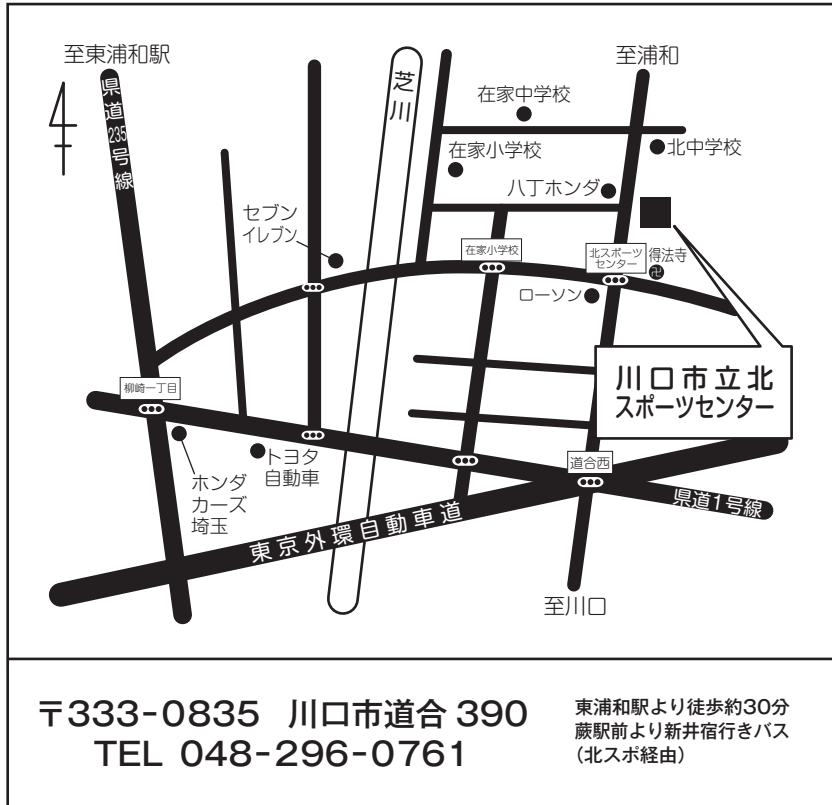 至東浦和駅
至浦和
県道235号線
芝川
在家中学校
北中学校
在家小学校
八丁ホンダ
セブン
イレブン
在家小学校
北スポーツ
センター
得法寺
卍
ローソン
川口市立北
スポーツセンター
柳崎一丁目
トヨタ
自動車
ホンダ
カーズ
埼玉
道合西
県道1号線
東京外環自動車道
至川口
〒333-0835 川口市道合 390
TEL 048-296-0761
東浦和駅より徒歩約30分
蕨駅前より新井宿行きバス
(北スポ経由)